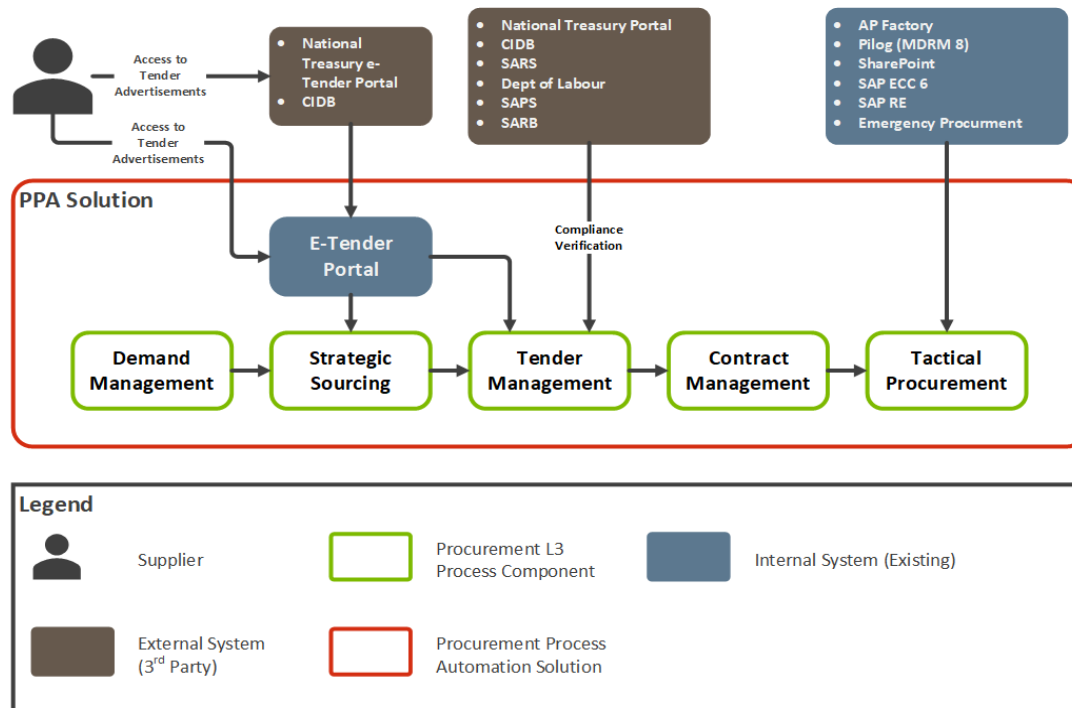 Access to
Tender
Advertisements
Access to
Tender
Advertisements
• National
Treasury e-
Tender Portal
• CIDB
• National Treasury Portal
• CIDB
• SARS
• Dept of Labour
• SAPS
• SARB
• AP Factory
• Pilog (MDRM 8)
• SharePoint
• SAP ECC 6
• SAP RE
• Emergency Procurment
PPA Solution
E-Tender
Portal
Compliance
Verification
Demand
Management
Strategic
Sourcing
Tender
Management
Contract
Management
Tactical
Procurement
Legend
Supplier
Procurement L3
Process Component
Internal System (Existing)
External System
(3rd Party)
Procurement Process
Automation Solution